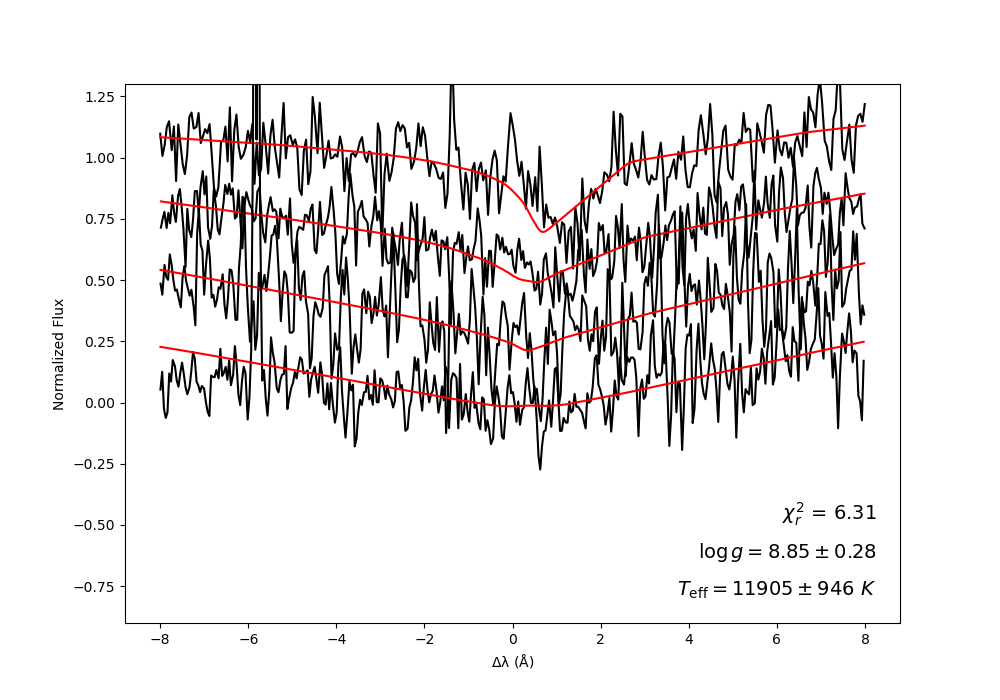 1.25
1.00
0.75
0.50
0.25
0.00
−0.25
−0.50
−0.75
Normalized Flux
χ²ᵣ = 6.31
log g = 8.85 ± 0.28
T_eff = 11905 ± 946 K
−8 −6 −4 −2 0 2 4 6 8
Δλ (Å)